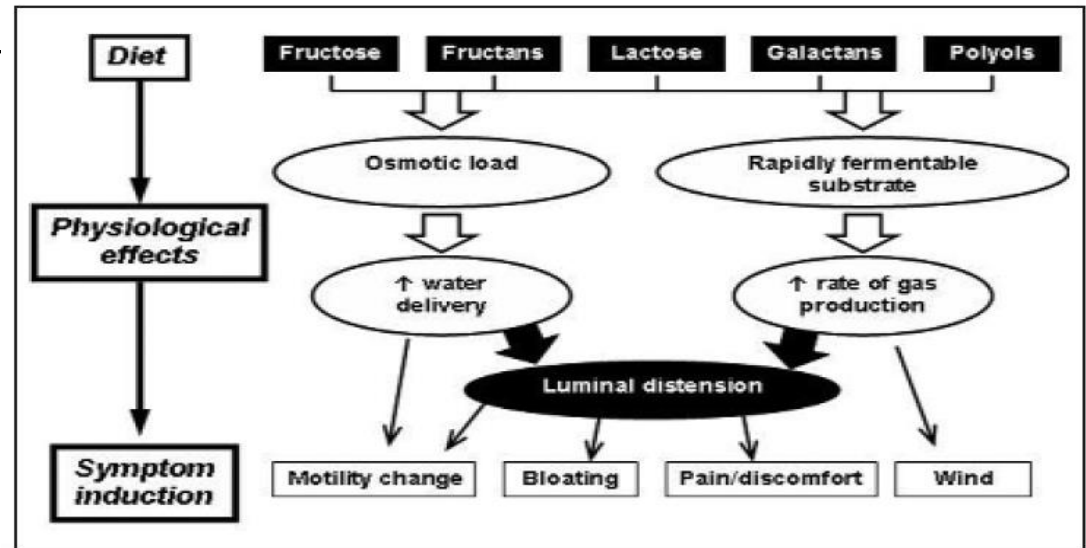 Diet
Fructose
Fructans
Lactose
Galactans
Polyols
Osmotic load
Rapidly fermentable
substrate
Physiological
effects
↑ water
delivery
↑ rate of gas
production
Luminal distension
Symptom
induction
Motility change
Bloating
Pain/discomfort
Wind